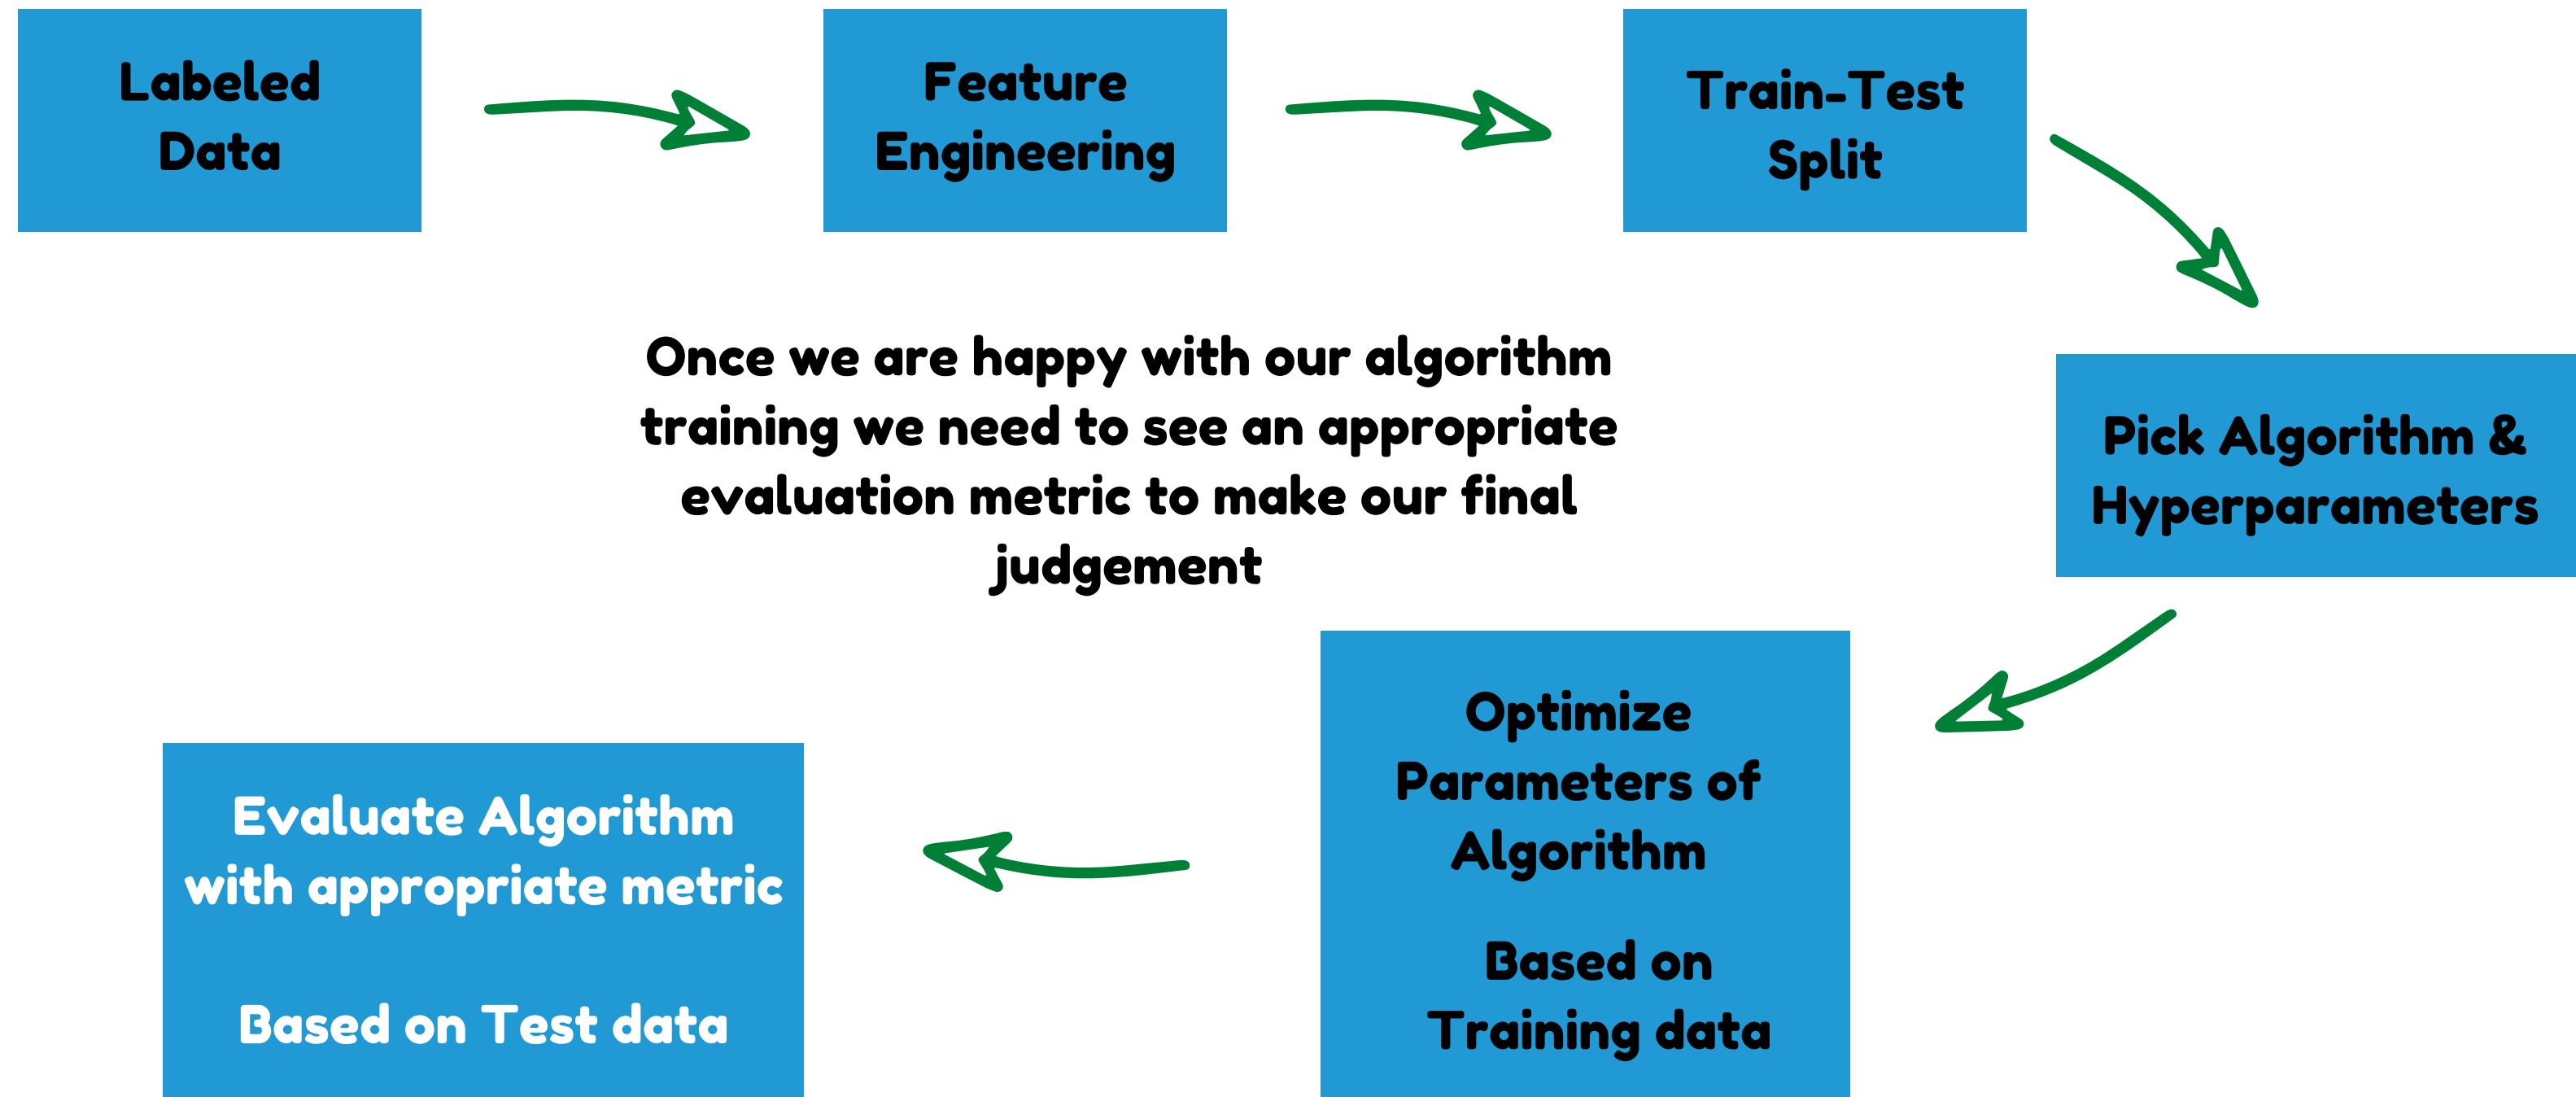 Labeled
Data
Feature
Engineering
Train-Test
Split
Once we are happy with our algorithm
training we need to see an appropriate
evaluation metric to make our final
judgement
Pick Algorithm &
Hyperparameters
Optimize
Parameters of
Algorithm
Based on
Training data
Evaluate Algorithm
with appropriate metric
Based on Test data